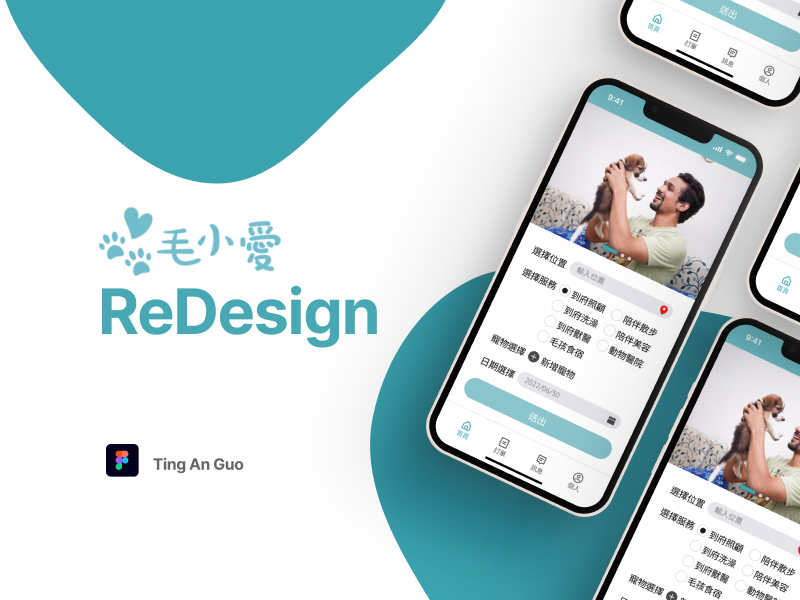 毛小愛
ReDesign
Ting An Guo
送出
首頁
訂單
訊息
個人
9:41
選擇位置
輸入位置
選擇服務
到府照顧
陪伴散步
到府洗澡
陪伴美容
到府獸醫
動物醫院
毛孩食宿
寵物選擇
新增寵物
日期選擇
2022/06/30
送出
首頁
訂單
訊息
個人
首頁
9:41
選擇位置
輸入位置
選擇服務
到府照顧
陪伴散步
到府洗澡
陪伴美容
到府獸醫
動物醫院
毛孩食宿
寵物選擇